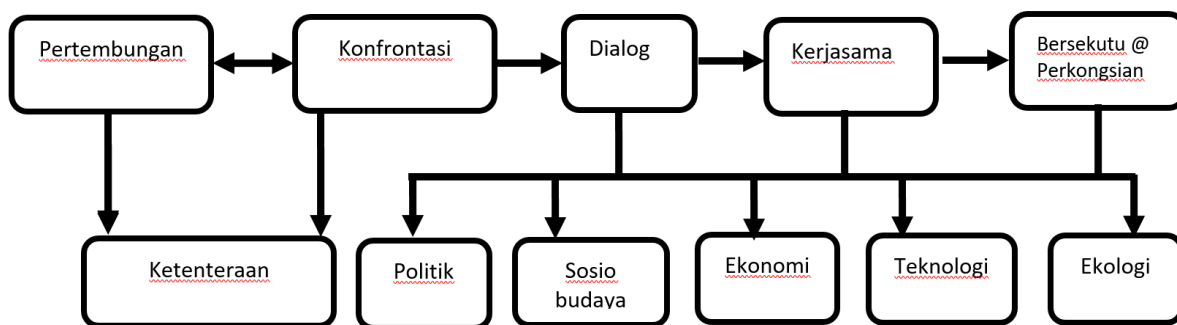 Pertembungan
Konfrontasi
Dialog
Kerjasama
Bersekutu @
Perkongsian
Ketenteraan
Politik
Sosio
budaya
Ekonomi
Teknologi
Ekologi